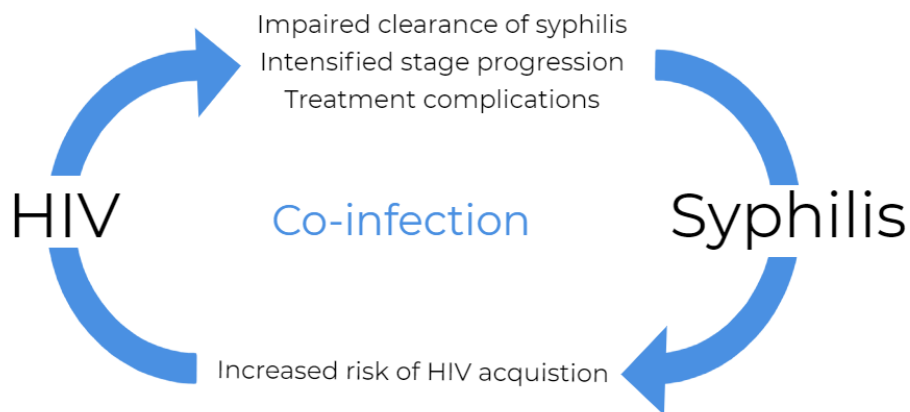 Impaired clearance of syphilis
Intensified stage progression
Treatment complications
HIV
Co-infection
Syphilis
Increased risk of HIV acquistion